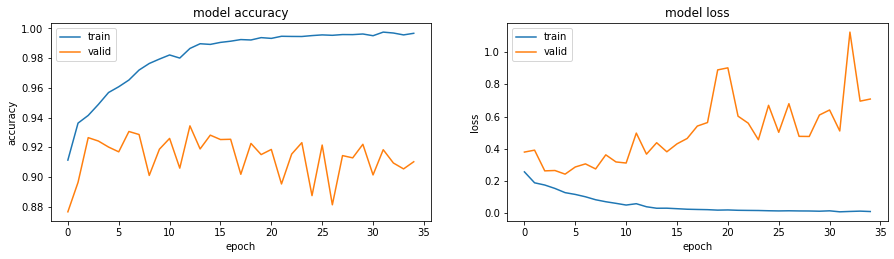 model accuracy
train
valid
accuracy
1.00
0.98
0.96
0.94
0.92
0.90
0.88
0 5 10 15 20 25 30 35
epoch
model loss
train
valid
loss
1.0
0.8
0.6
0.4
0.2
0.0
0 5 10 15 20 25 30 35
epoch